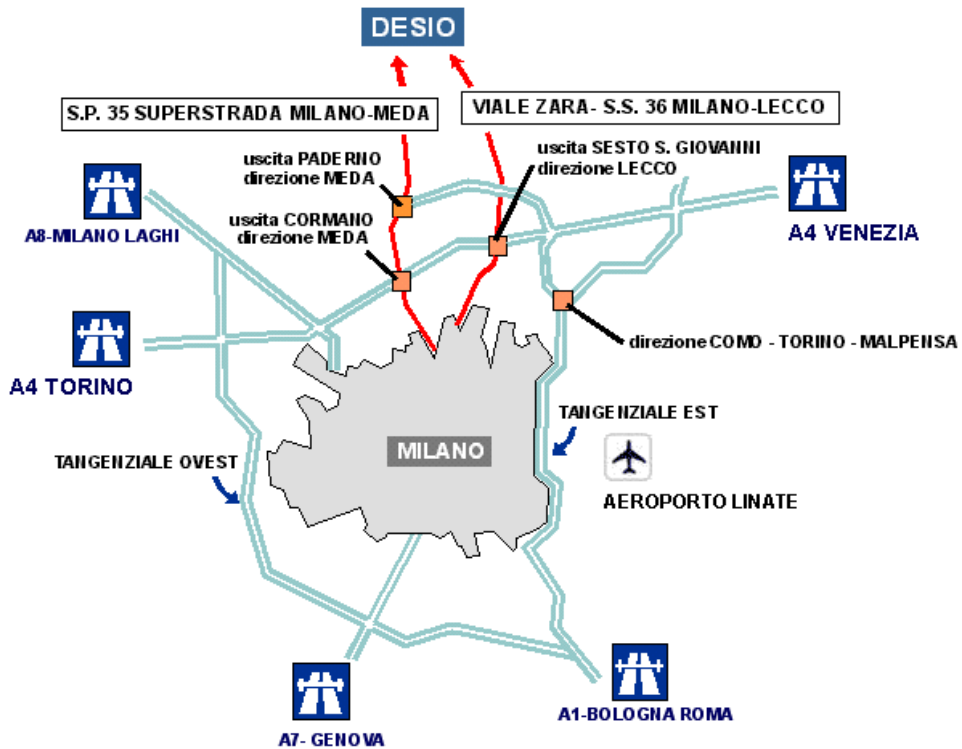 DESIO
S.P. 35 SUPERSTRADA MILANO-MEDA
VIALE ZARA- S.S. 36 MILANO-LECCO
uscita PADERNO
direzione MEDA
uscita SESTO S. GIOVANNI
direzione LECCO
uscita CORMANO
direzione MEDA
A8-MILANO LAGHI
A4 VENEZIA
direzione COMO - TORINO - MALPENSA
A4 TORINO
TANGENZIALE EST
MILANO
TANGENZIALE OVEST
AEROPORTO LINATE
A1-BOLOGNA ROMA
A7- GENOVA